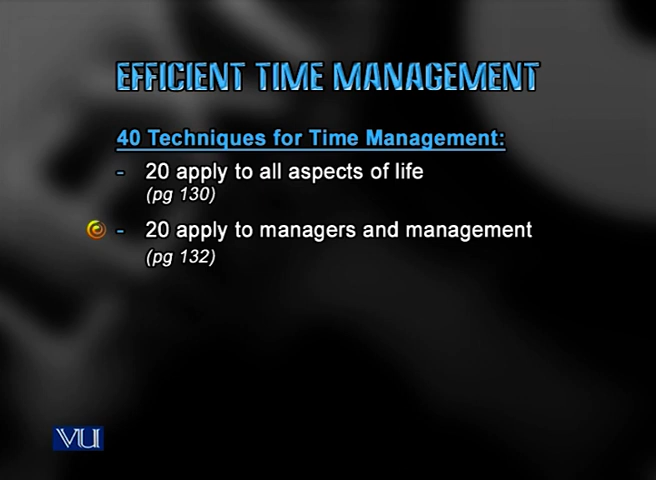 EFFICIENT TIME MANAGEMENT
40 Techniques for Time Management:
- 20 apply to all aspects of life
(pg 130)
- 20 apply to managers and management
(pg 132)
VU